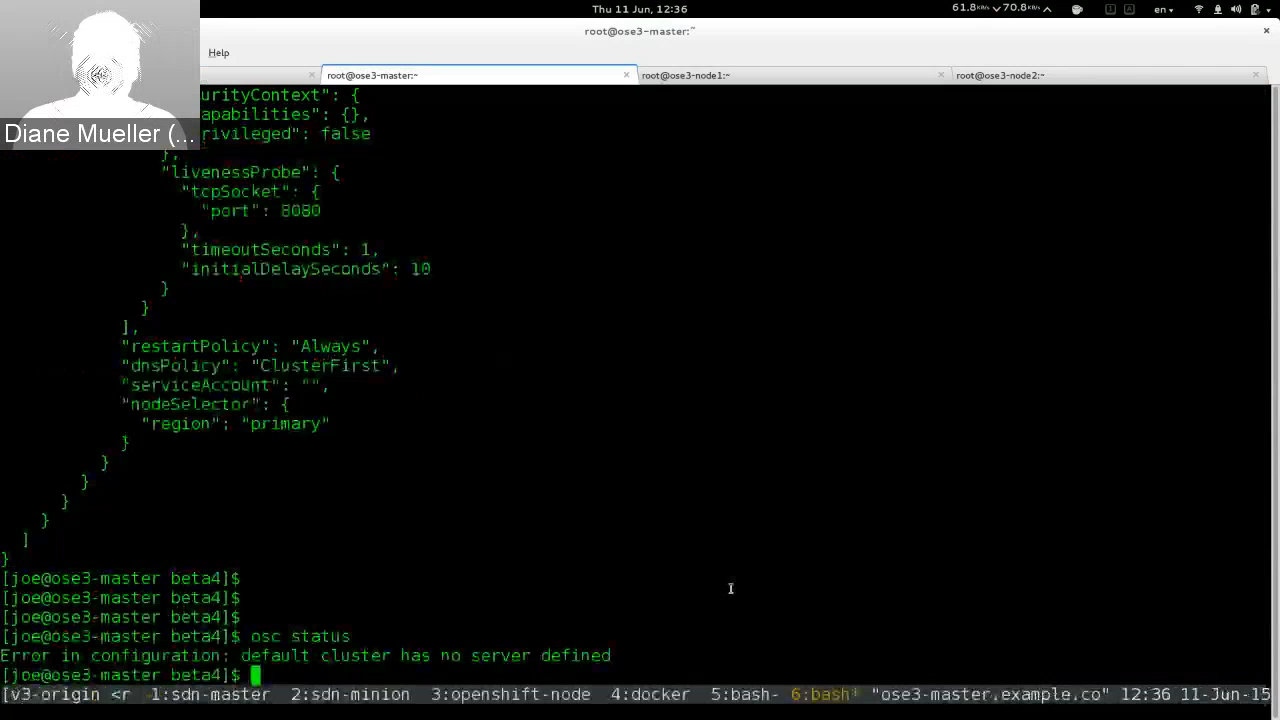 Thu 11 Jun, 12:36
61.8KB/s 70.8KB/s
en
root@ose3-master:~
Help
root@ose3-master:~
root@ose3-node1:~
root@ose3-node2:~
Diane Mueller (...
urityContext": {
apabilities": {},
rivileged": false
},
"livenessProbe": {
"tcpSocket": {
"port": 8080
},
"timeoutSeconds": 1,
"initialDelaySeconds": 10
}
}
],
"restartPolicy": "Always",
"dnsPolicy": "ClusterFirst",
"serviceAccount": "",
"nodeSelector": {
"region": "primary"
}
}
}
}
}
]
}
[joe@ose3-master beta4]$
[joe@ose3-master beta4]$
[joe@ose3-master beta4]$
[joe@ose3-master beta4]$ osc status
Error in configuration: default cluster has no server defined
[joe@ose3-master beta4]$
[v3-origin <r - 1:sdn-master 2:sdn-minion 3:openshift-node 4:docker 5:bash- 6:bash* "ose3-master.example.co" 12:36 11-Jun-15